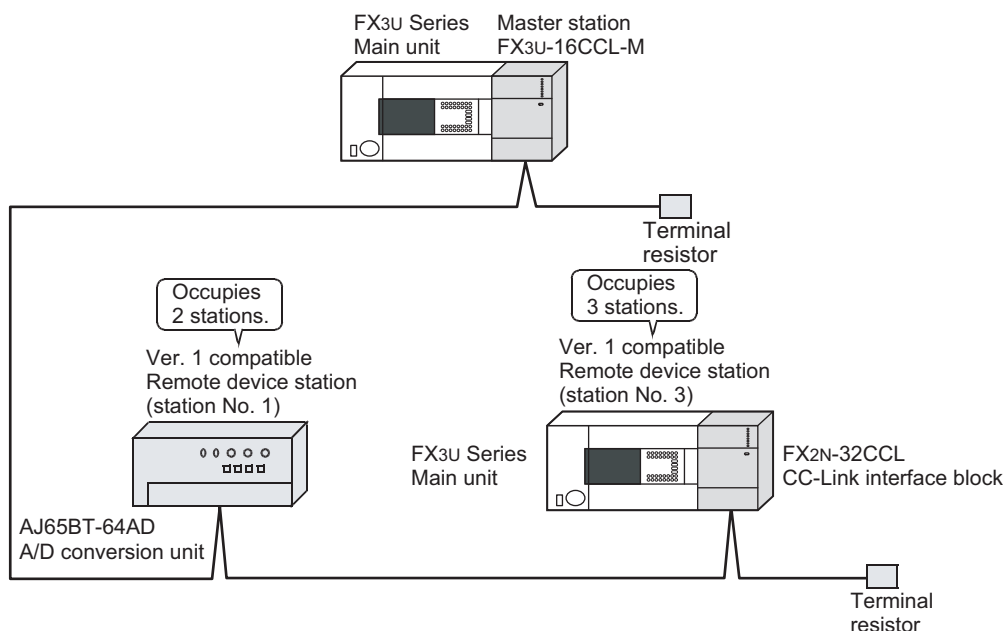 FX3U Series
Main unit
Master station
FX3U-16CCL-M
Terminal
resistor
Occupies
2 stations.
Ver. 1 compatible
Remote device station
(station No. 1)
AJ65BT-64AD
A/D conversion unit
Occupies
3 stations.
Ver. 1 compatible
Remote device station
(station No. 3)
FX3U Series
Main unit
FX2N-32CCL
CC-Link interface block
Terminal
resistor